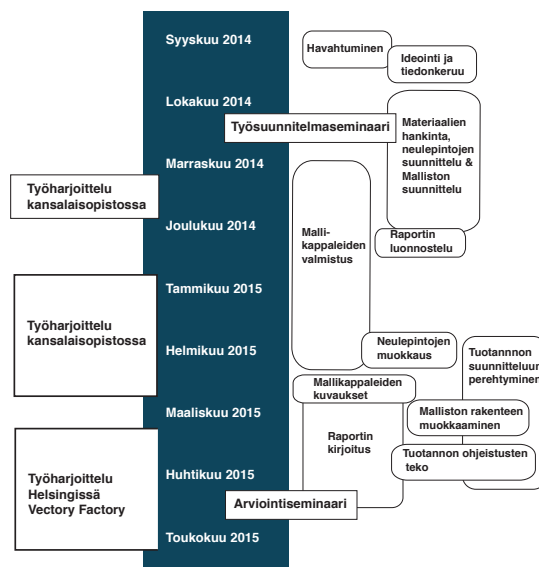 Syyskuu 2014
Havahtuminen
Ideointi ja
tiedonkeruu
Lokakuu 2014
Työsuunnitelmaseminaari
Materiaalien
hankinta,
neulepintojen
suunnittelu &
Malliston
suunnittelu
Marraskuu 2014
Työharjoittelu
kansalaisopistossa
Joulukuu 2014
Malli-
kappaleiden
valmistus
Raportin
luonnostelu
Tammikuu 2015
Työharjoittelu
kansalaisopistossa
Helmikuu 2015
Neulepintojen
muokkaus
Tuotannnon
suunnitteluun
perehtyminen
Mallikappaleiden
kuvaukset
Maaliskuu 2015
Malliston rakenteen
muokkaaminen
Raportin
kirjoitus
Tuotannon ohjeistusten
teko
Työharjoittelu
Helsingissä
Vectory Factory
Huhtikuu 2015
Arviointiseminaari
Toukokuu 2015